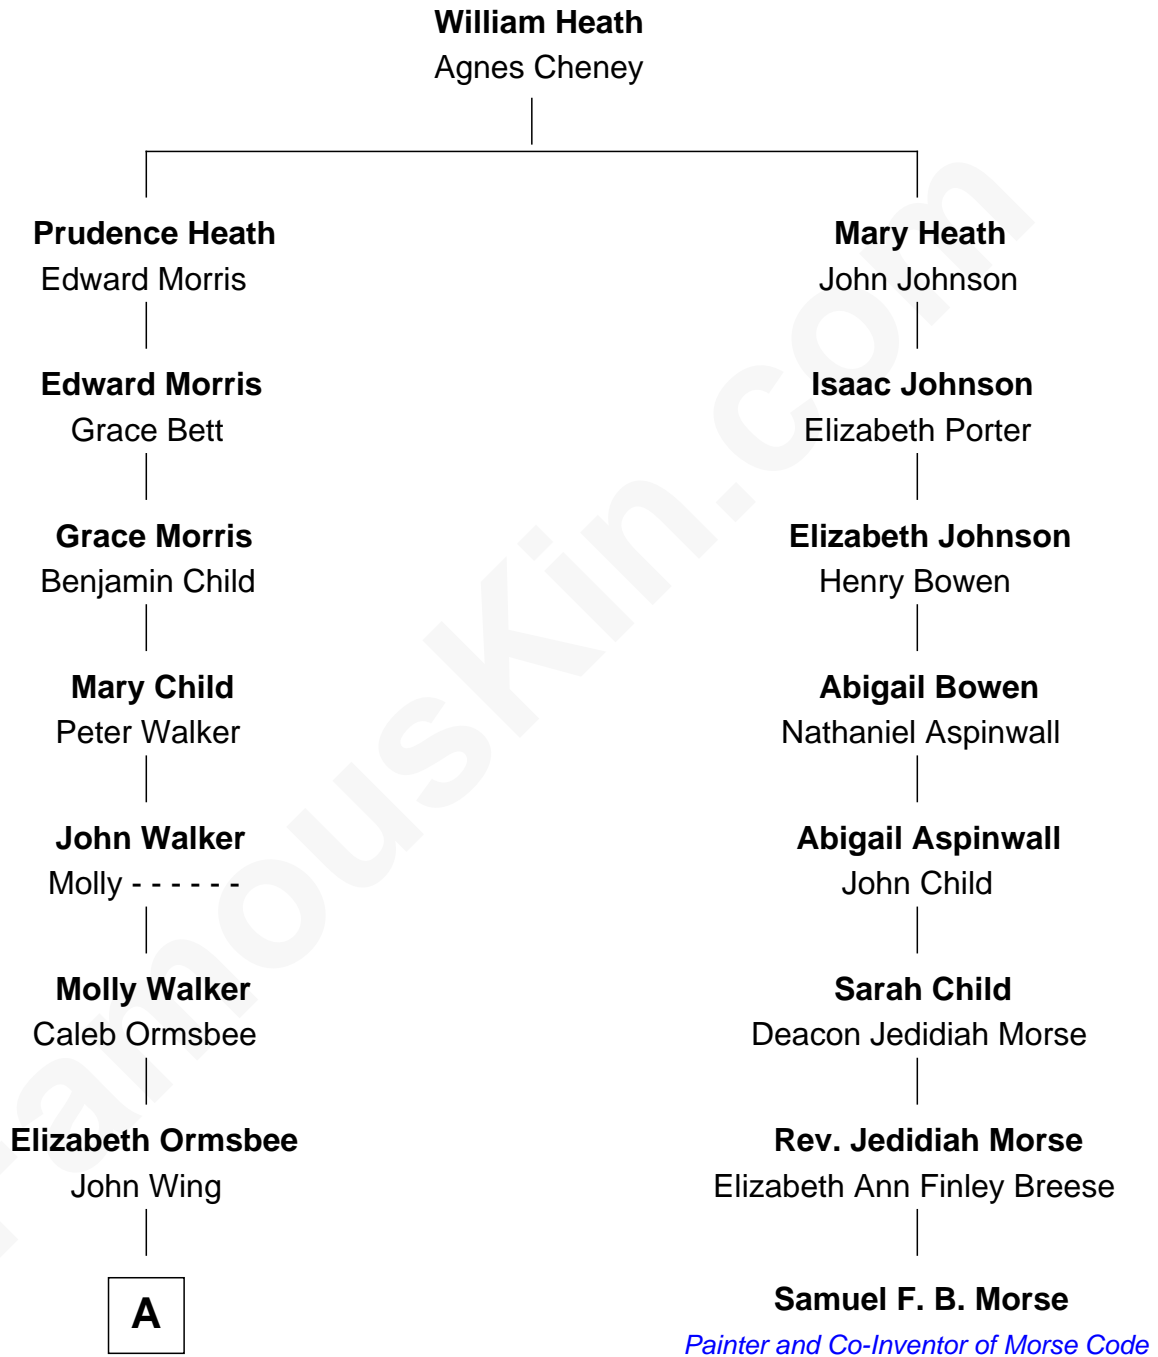 William Heath
Agnes Cheney
Prudence Heath
Edward Morris
Edward Morris
Grace Bett
Grace Morris
Benjamin Child
Mary Child
Peter Walker
John Walker
Molly - - - - - -
Molly Walker
Caleb Ormsbee
Elizabeth Ormsbee
John Wing
A
Mary Heath
John Johnson
Isaac Johnson
Elizabeth Porter
Elizabeth Johnson
Henry Bowen
Abigail Bowen
Nathaniel Aspinwall
Abigail Aspinwall
John Child
Sarah Child
Deacon Jedidiah Morse
Rev. Jedidiah Morse
Elizabeth Ann Finley Breese
Samuel F. B. Morse
Painter and Co-Inventor of Morse Code
FamousKin.com